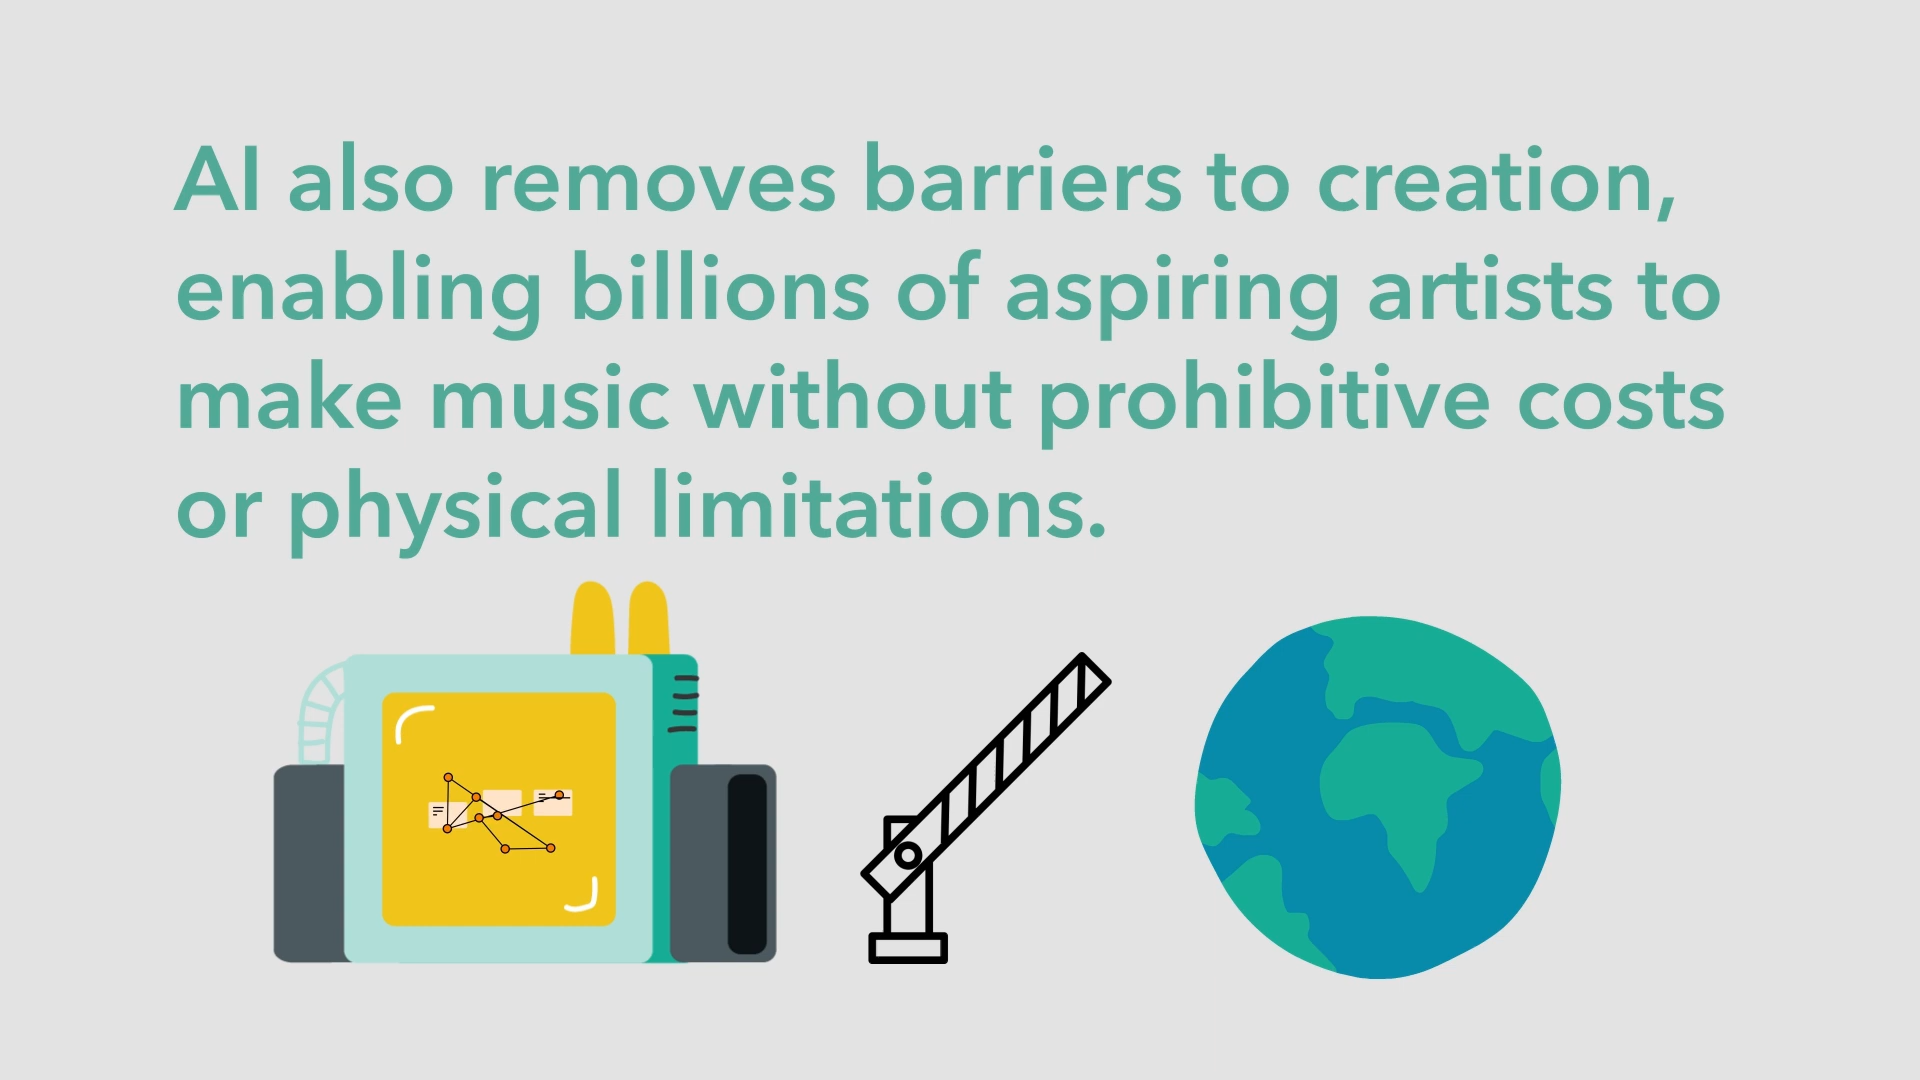 AI also removes barriers to creation,
enabling billions of aspiring artists to
make music without prohibitive costs
or physical limitations.